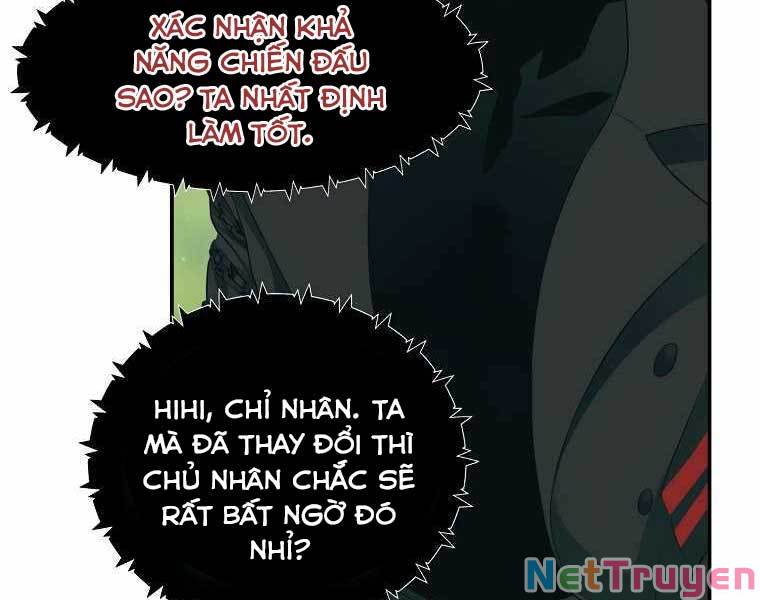 XÁC NHẬN KHẢ
NĂNG CHIẾN ĐẤU
SAO? TA NHẤT ĐỊNH
LÀM TỐT.
HIHI, CHỈ NHÂN. TA
MÀ ĐÃ THAY ĐỔI THÌ
CHỦ NHÂN CHẮC SẼ
RẤT BẤT NGỜ ĐÓ
NHỈ?
NetTruyen